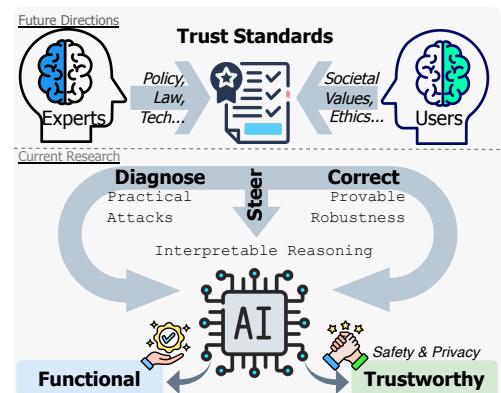 Future Directions
Trust Standards
Experts
Policy,
Law,
Tech...
Societal
Values,
Ethics...
Users
Current Research
Diagnose
Practical
Attacks
Steer
Correct
Provable
Robustness
Interpretable Reasoning
AI
Safety & Privacy
Functional
Trustworthy